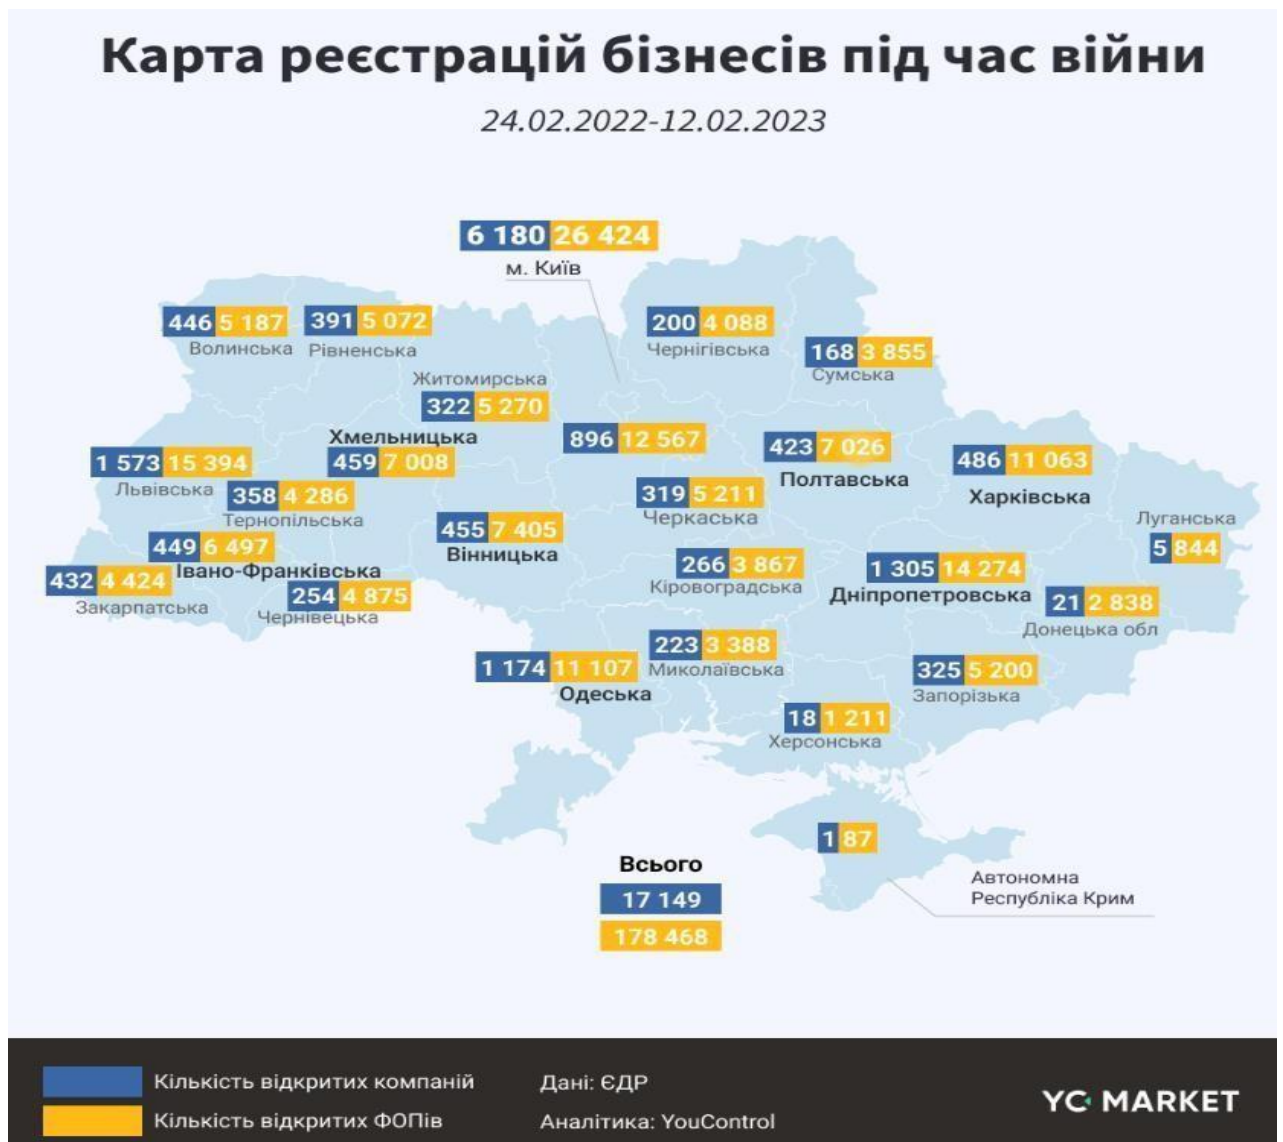 Карта реєстрацій бізнесів під час війни
24.02.2022-12.02.2023
6 180 26 424
м. Київ
446 5 187
Волинська
391 5 072
Рівненська
200 4 088
Чернігівська
168 3 855
Сумська
Житомирська
322 5 270
Хмельницька
459 7 008
896 12 567
423 7 026
Полтавська
486 11 063
Харківська
1 573 15 394
Львівська
358 4 286
Тернопільська
319 5 211
Черкаська
Луганська
5 844
455 7 405
Вінницька
449 6 497
Івано-Франківська
432 4 424
Закарпатська
254 4 875
Чернівецька
266 3 867
Кіровоградська
1 305 14 274
Дніпропетровська
21 2 838
Донецька обл
1 174 11 107
Одеська
223 3 388
Миколаївська
325 5 200
Запорізька
18 1 211
Херсонська
1 87
Автономна
Республіка Крим
Всього
17 149
178 468
Кількість відкритих компаній
Кількість відкритих ФОПів
Дані: ЄДР
Аналітика: YouControl
YC MARKET